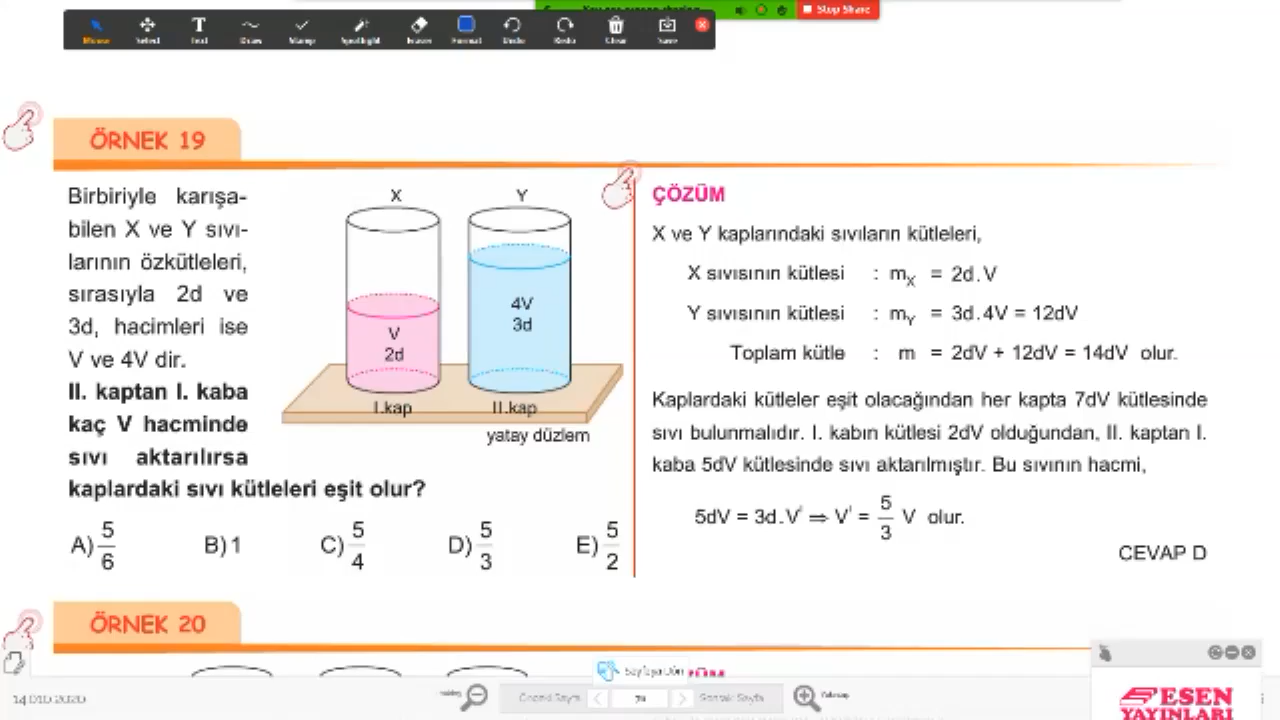 Stop Share
Mouse Select Text Draw Stamp Spotlight Eraser Format Undo Redo Clear Save
ÖRNEK 19
Birbiriyle karışa-
bilen X ve Y sıvı-
larının özkütleleri,
sırasıyla 2d ve
3d, hacimleri ise
V ve 4V dir.
II. kaptan I. kaba
kaç V hacminde
sıvı aktarılırsa
kaplardaki sıvı kütleleri eşit olur?
X Y
V
2d
4V
3d
I.kap II.kap
yatay düzlem
A) 5/6 B) 1 C) 5/4 D) 5/3 E) 5/2
ÇÖZÜM
X ve Y kaplarındaki sıvıların kütleleri,
X sıvısının kütlesi : mX = 2d.V
Y sıvısının kütlesi : mY = 3d.4V = 12dV
Toplam kütle : m = 2dV + 12dV = 14dV olur.
Kaplardaki kütleler eşit olacağından her kapta 7dV kütlesinde
sıvı bulunmalıdır. I. kabın kütlesi 2dV olduğundan, II. kaptan I.
kaba 5dV kütlesinde sıvı aktarılmıştır. Bu sıvının hacmi,
5dV = 3d.V' ⇒ V' = 5/3 V olur.
CEVAP D
ÖRNEK 20
Sayfaya Dön
Önceki Sayfa Sonraki Sayfa
ESEN
YAYINLARI